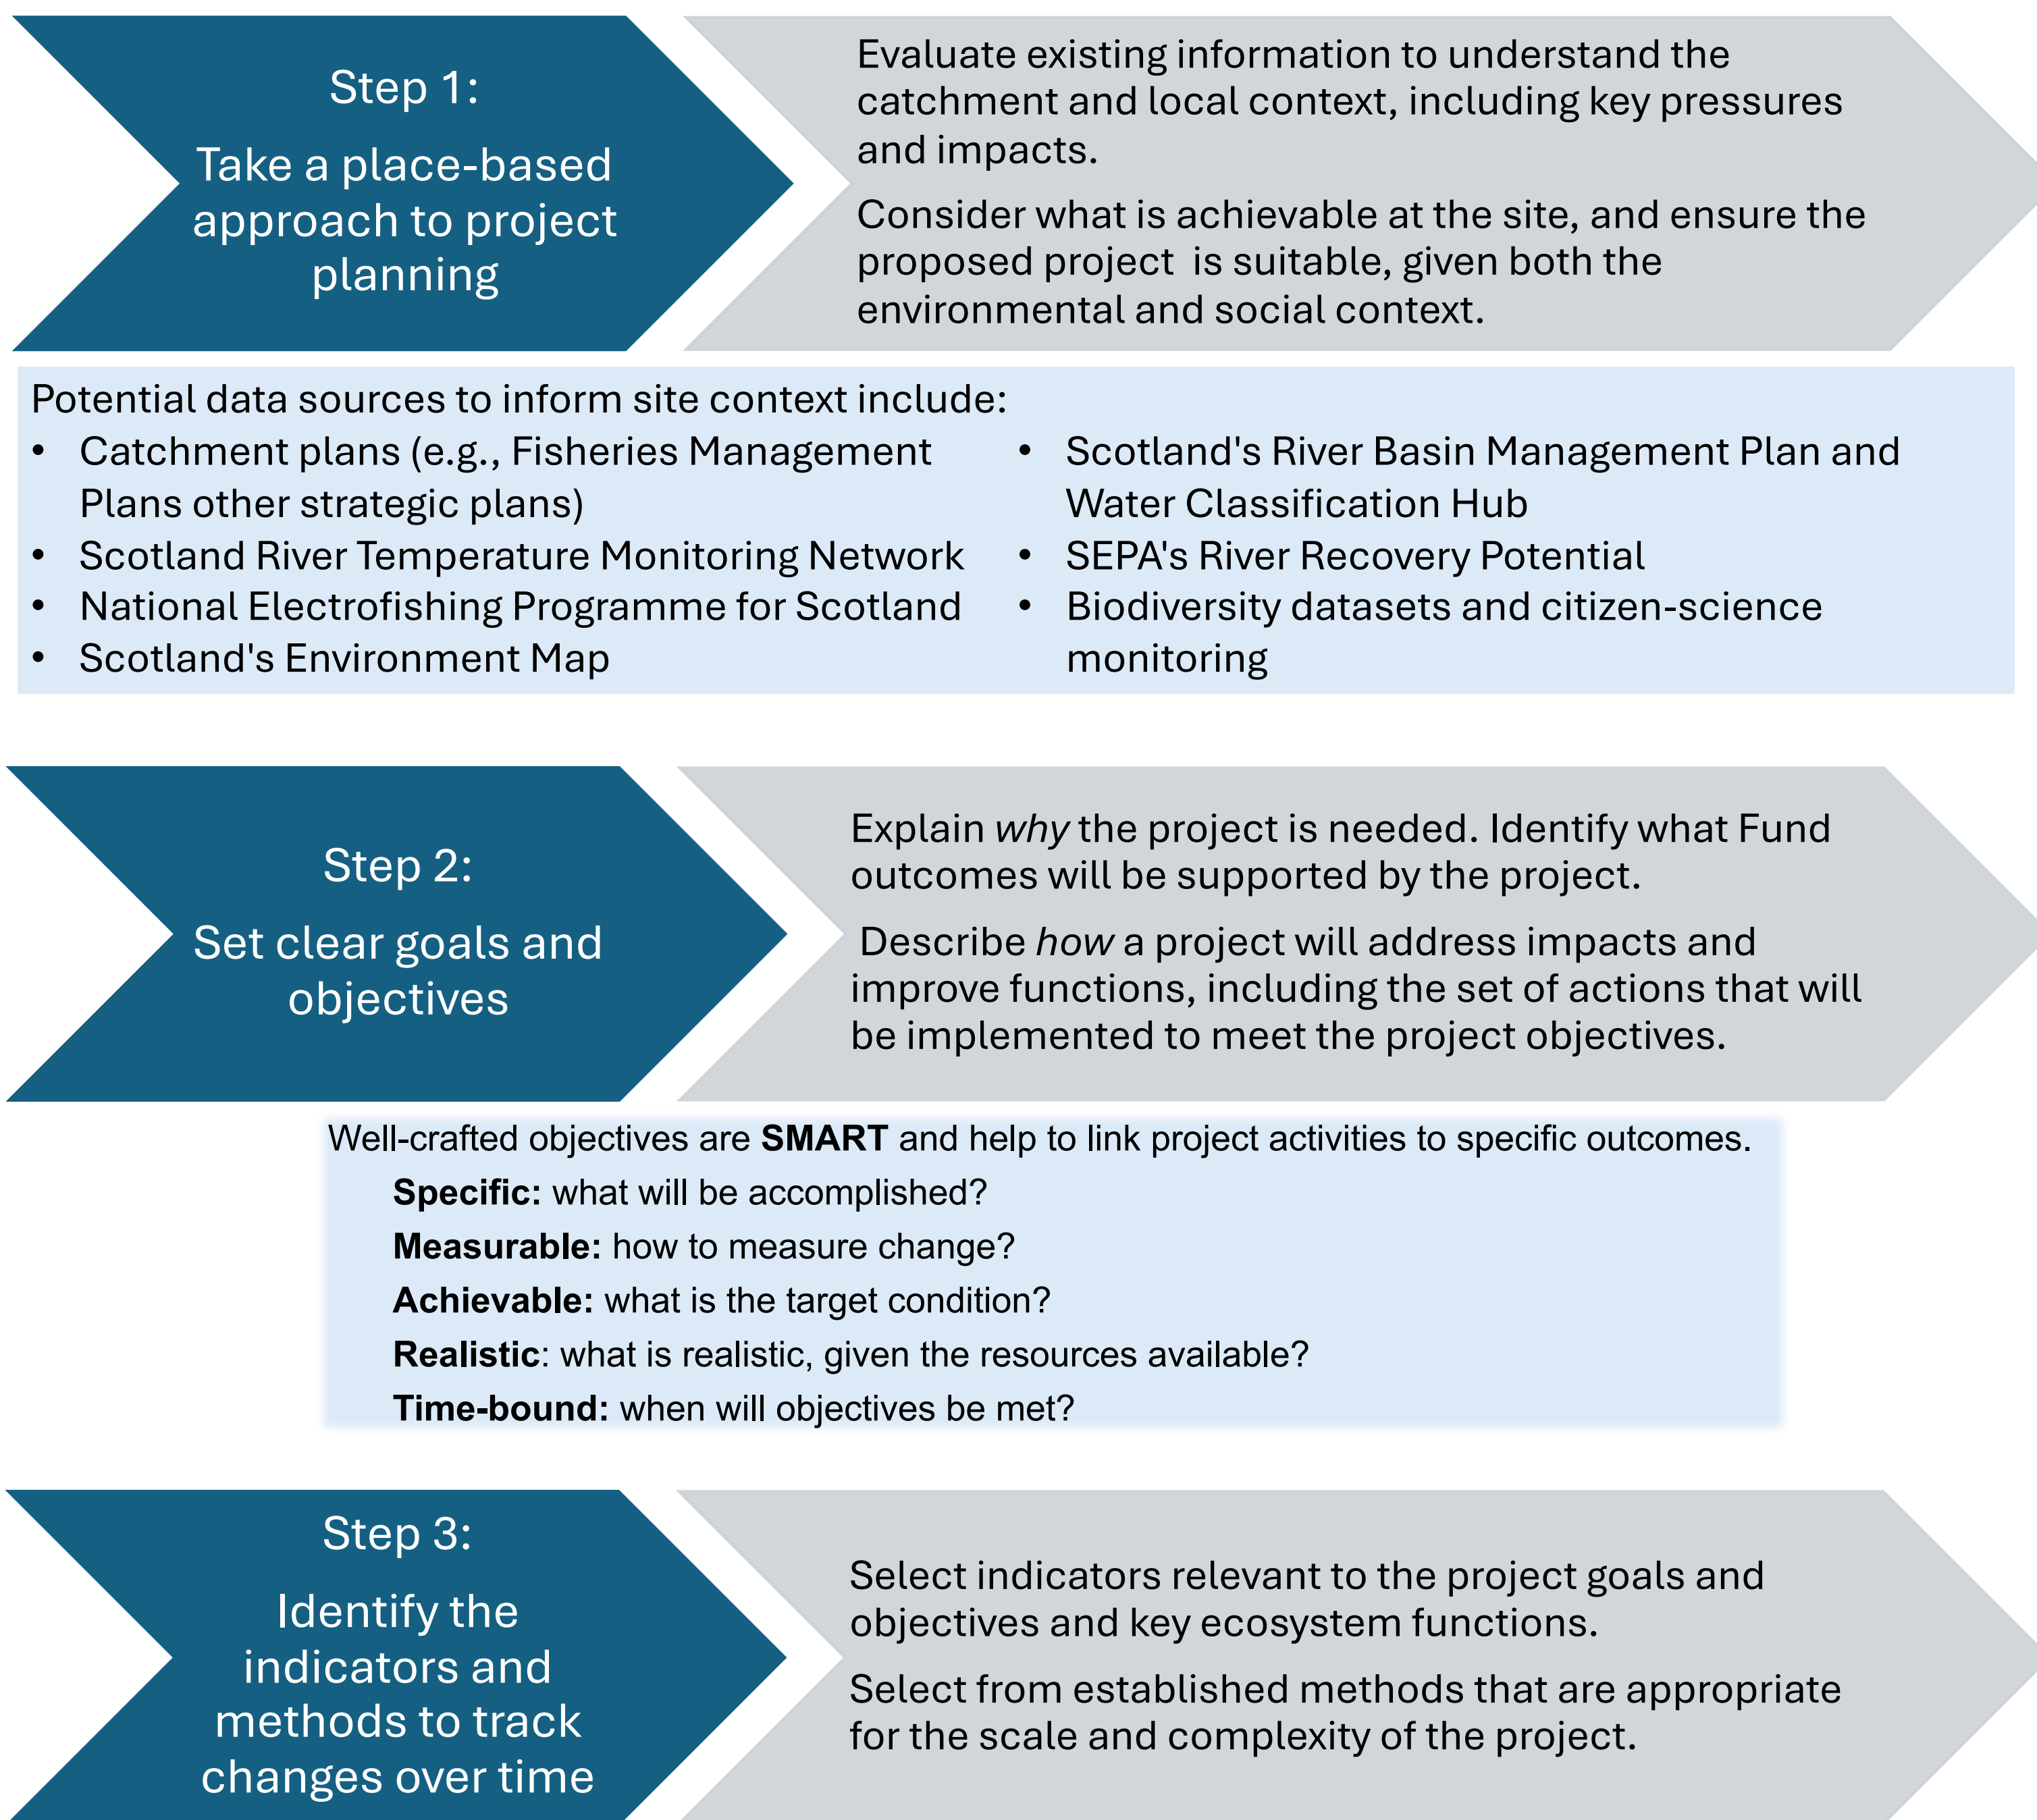 Step 1:
Take a place-based
approach to project
planning
Evaluate existing information to understand the
catchment and local context, including key pressures
and impacts.
Consider what is achievable at the site, and ensure the
proposed project  is suitable, given both the
environmental and social context.
Potential data sources to inform site context include:
• Catchment plans (e.g., Fisheries Management
Plans other strategic plans)
• Scotland River Temperature Monitoring Network
• National Electrofishing Programme for Scotland
• Scotland's Environment Map
• Scotland's River Basin Management Plan and
Water Classification Hub
• SEPA's River Recovery Potential
• Biodiversity datasets and citizen-science
monitoring
Step 2:
Set clear goals and
objectives
Explain why the project is needed. Identify what Fund
outcomes will be supported by the project.
Describe how a project will address impacts and
improve functions, including the set of actions that will
be implemented to meet the project objectives.
Well-crafted objectives are SMART and help to link project activities to specific outcomes.
Specific: what will be accomplished?
Measurable: how to measure change?
Achievable: what is the target condition?
Realistic: what is realistic, given the resources available?
Time-bound: when will objectives be met?
Step 3:
Identify the
indicators and
methods to track
changes over time
Select indicators relevant to the project goals and
objectives and key ecosystem functions.
Select from established methods that are appropriate
for the scale and complexity of the project.